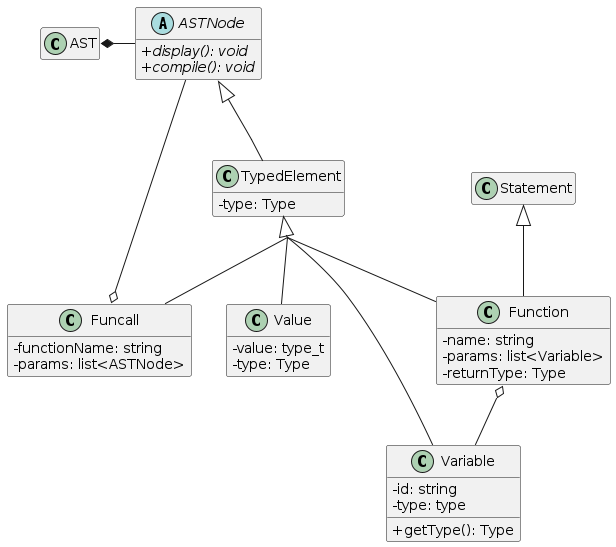 A ASTNode
C AST
+display(): void
+compile(): void
C TypedElement
-type: Type
C Statement
C Funcall
-functionName: string
-params: list<ASTNode>
C Value
-value: type_t
-type: Type
C Function
-name: string
-params: list<Variable>
-returnType: Type
C Variable
-id: string
-type: type
+getType(): Type